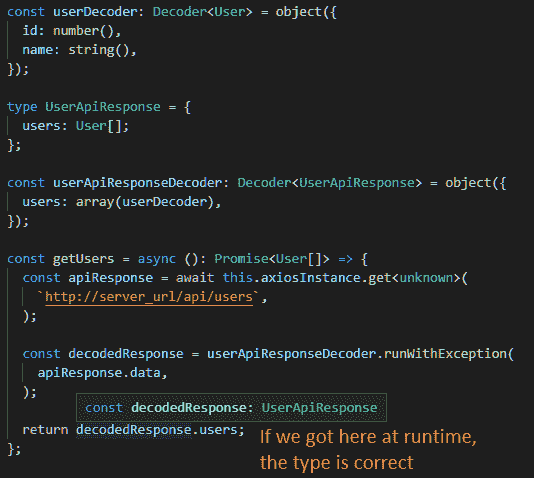 const userDecoder: Decoder<User> = object({
  id: number(),
  name: string(),
});

type UserApiResponse = {
  users: User[];
};

const userApiResponseDecoder: Decoder<UserApiResponse> = object({
  users: array(userDecoder),
});

const getUsers = async (): Promise<User[]> => {
  const apiResponse = await this.axiosInstance.get<unknown>(
    `http://server_url/api/users`,
  );

  const decodedResponse = userApiResponseDecoder.runWithException(
    apiResponse.data,
  );
const decodedResponse: UserApiResponse
  return decodedResponse.users;
};
If we got here at runtime,
the type is correct